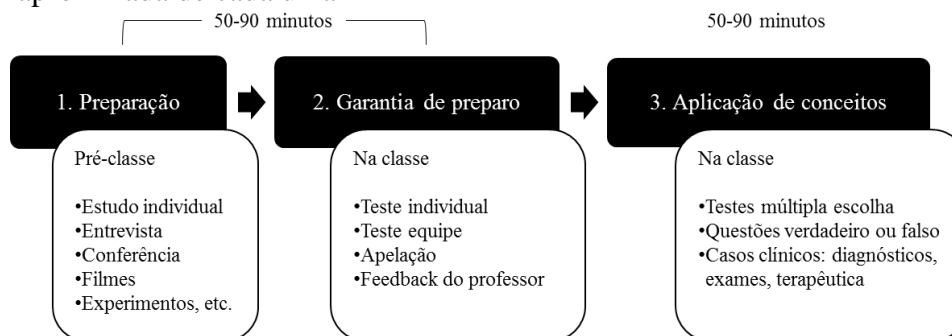 50-90 minutos
50-90 minutos
1. Preparação
2. Garantia de preparo
3. Aplicação de conceitos
Pré-classe
•Estudo individual
•Entrevista
•Conferência
•Filmes
•Experimentos, etc.
Na classe
•Teste individual
•Teste equipe
•Apelação
•Feedback do professor
Na classe
•Testes múltipla escolha
•Questões verdadeiro ou falso
•Casos clínicos: diagnósticos,
exames, terapêutica